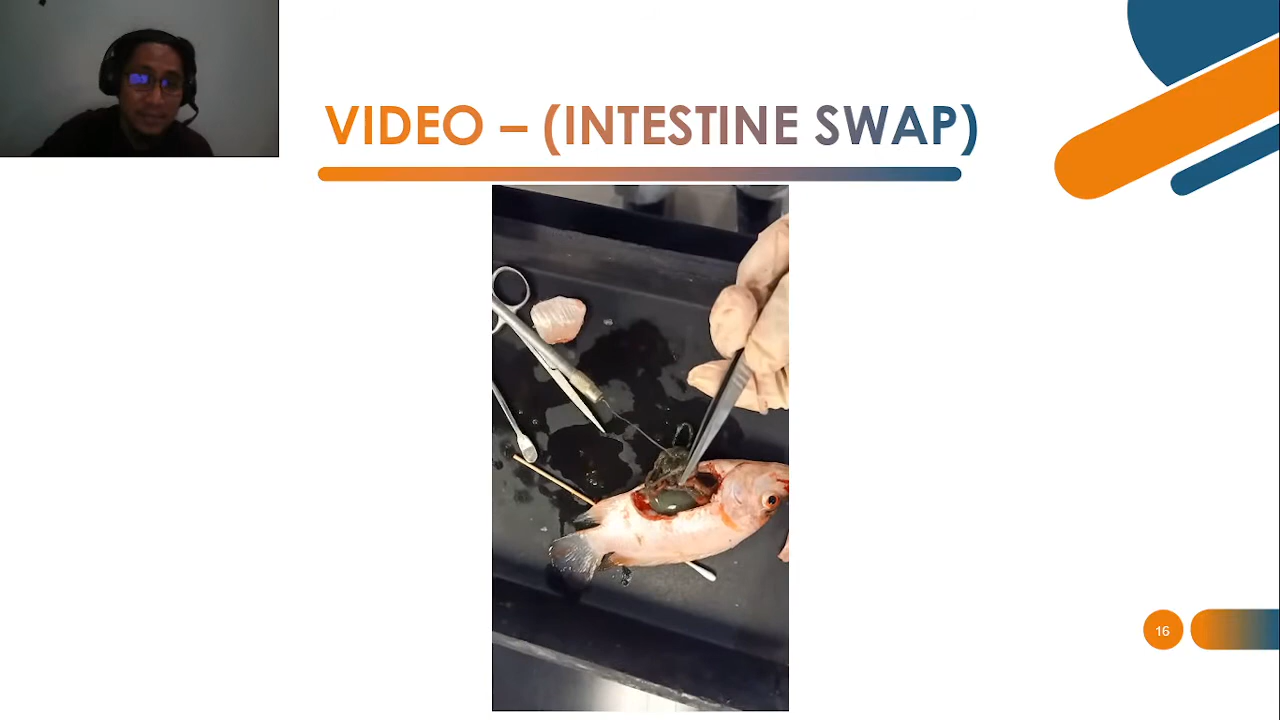 VIDEO – (INTESTINE SWAP)
16